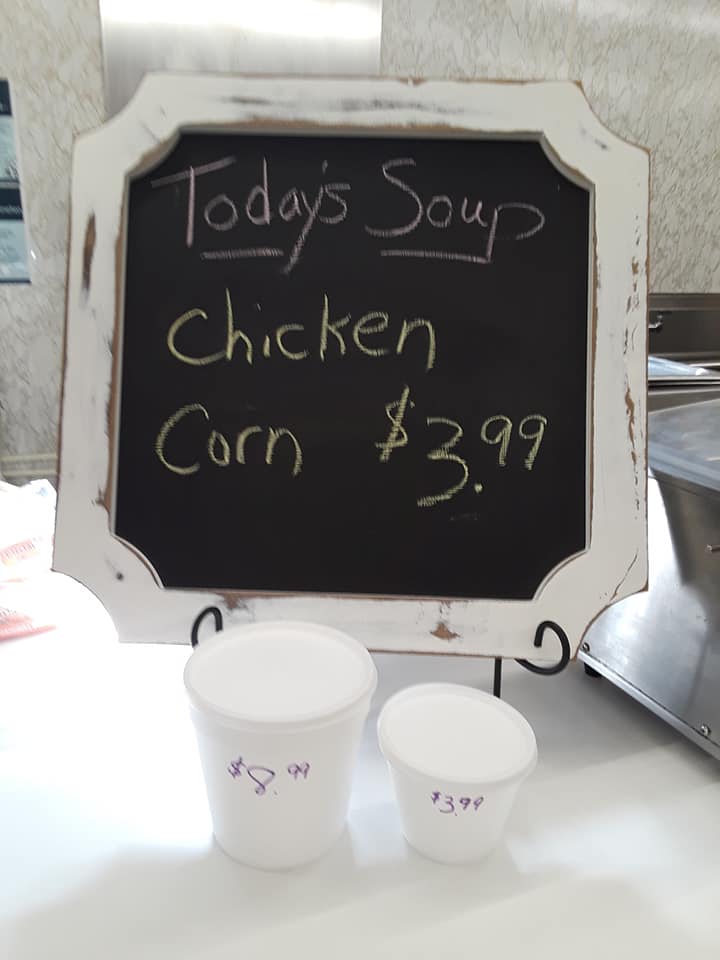 Today's Soup
Chicken
Corn $3.99
$8.99
$3.99